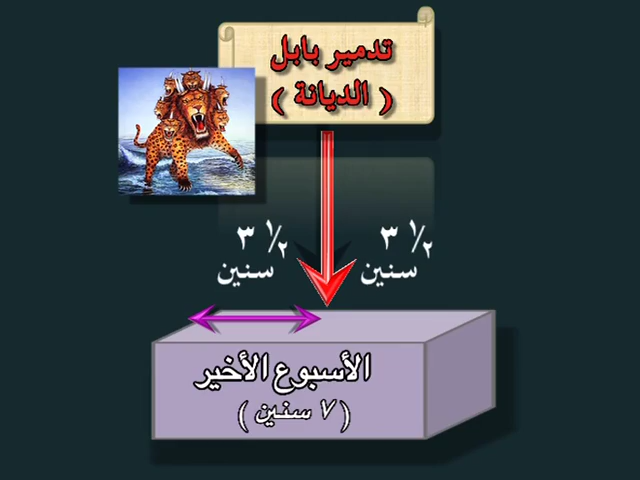 تدمير بابل
( الديانة )
½ ٣
سنين
½ ٣
سنين
الأسبوع الأخير
( ٧ سنين )